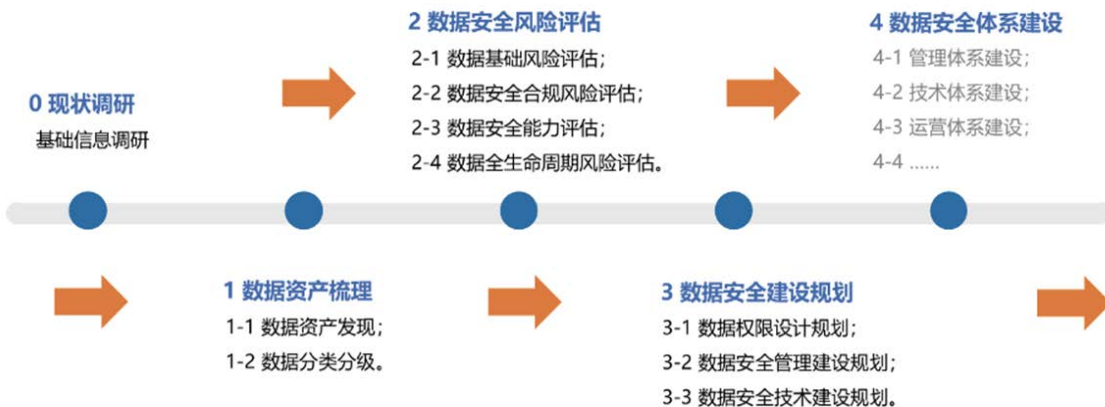 0 现状调研
基础信息调研
1 数据资产梳理
1-1 数据资产发现;
1-2 数据分类分级。
2 数据安全风险评估
2-1 数据基础风险评估;
2-2 数据安全合规风险评估;
2-3 数据安全能力评估;
2-4 数据全生命周期风险评估。
3 数据安全建设规划
3-1 数据权限设计规划;
3-2 数据安全管理建设规划;
3-3 数据安全技术建设规划。
4 数据安全体系建设
4-1 管理体系建设;
4-2 技术体系建设;
4-3 运营体系建设;
4-4 ......